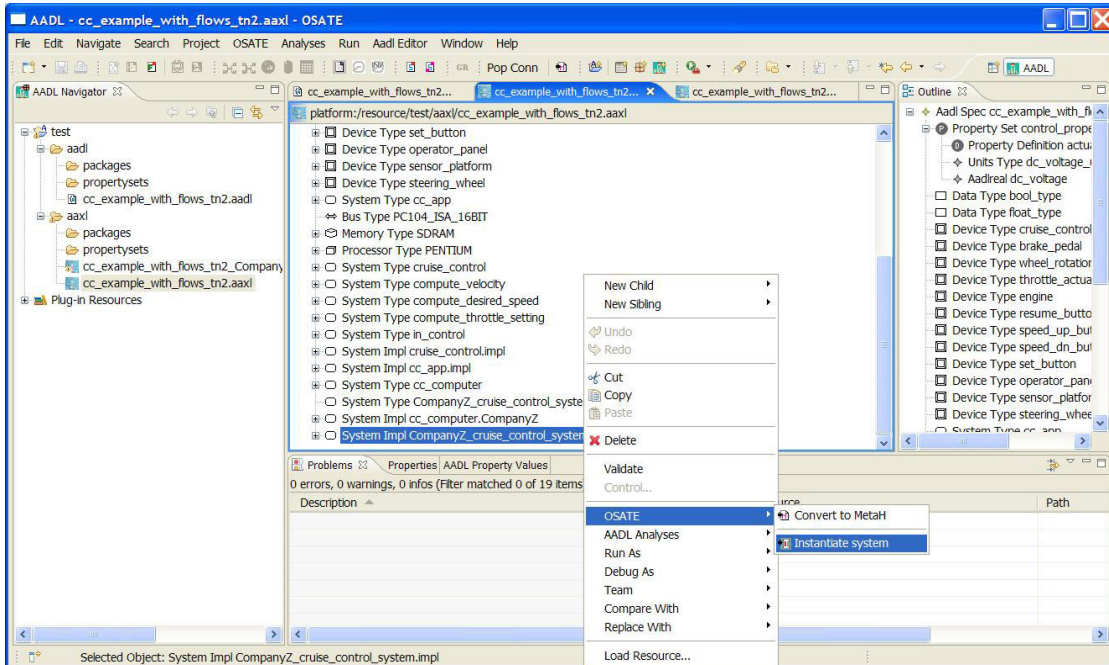 AADL - cc_example_with_flows_tn2.aaxl - OSATE
File Edit Navigate Search Project OSATE Analyses Run Aadl Editor Window Help
Pop Conn
AADL
AADL Navigator
cc_example_with_flows_tn2... cc_example_with_flows_tn2... cc_example_with_flows_tn2...
Outline
platform:/resource/test/aaxl/cc_example_with_flows_tn2.aaxl
test
aadl
packages
propertysets
cc_example_with_flows_tn2.aadl
aaxl
packages
propertysets
cc_example_with_flows_tn2_Company
cc_example_with_flows_tn2.aaxl
Plug-in Resources
Device Type set_button
Device Type operator_panel
Device Type sensor_platform
Device Type steering_wheel
System Type cc_app
Bus Type PC104_ISA_16BIT
Memory Type SDRAM
Processor Type PENTIUM
System Type cruise_control
System Type compute_velocity
System Type compute_desired_speed
System Type compute_throttle_setting
System Type in_control
System Impl cruise_control.impl
System Impl cc_app.impl
System Type cc_computer
System Type CompanyZ_cruise_control_syste
System Impl cc_computer.CompanyZ
System Impl CompanyZ_cruise_control_system
New Child
New Sibling
Undo
Redo
Cut
Copy
Paste
Delete
Validate
Control...
OSATE
AADL Analyses
Run As
Debug As
Team
Compare With
Replace With
Load Resource...
Convert to MetaH
Instantiate system
Aadl Spec cc_example_with_fl
Property Set control_prope
Property Definition actua
Units Type dc_voltage_u
Aadlreal dc_voltage
Data Type bool_type
Data Type float_type
Device Type cruise_control
Device Type brake_pedal
Device Type wheel_rotation
Device Type throttle_actua
Device Type engine
Device Type resume_butto
Device Type speed_up_but
Device Type speed_dn_but
Device Type set_button
Device Type operator_pane
Device Type sensor_platfor
Device Type steering_whee
System Type cc_app
Problems Properties AADL Property Values
0 errors, 0 warnings, 0 infos (Filter matched 0 of 19 items
Description
urce
Path
Selected Object: System Impl CompanyZ_cruise_control_system.impl